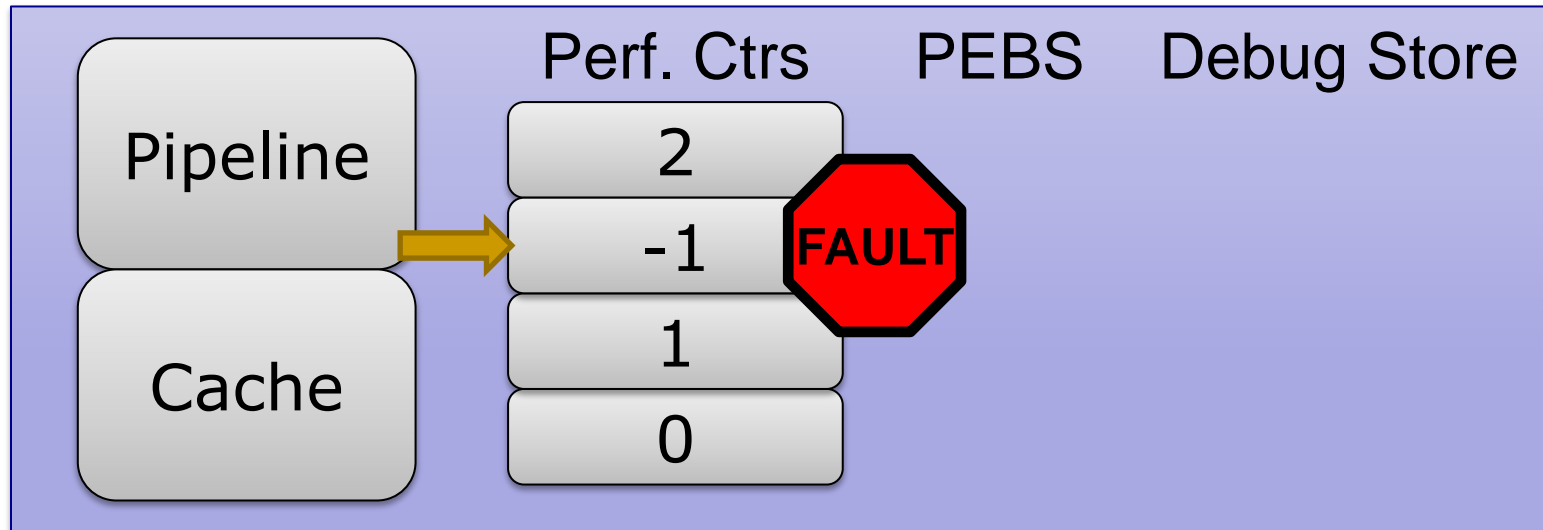 Perf. Ctrs PEBS Debug Store
Pipeline
Cache
2
-1
1
0
FAULT